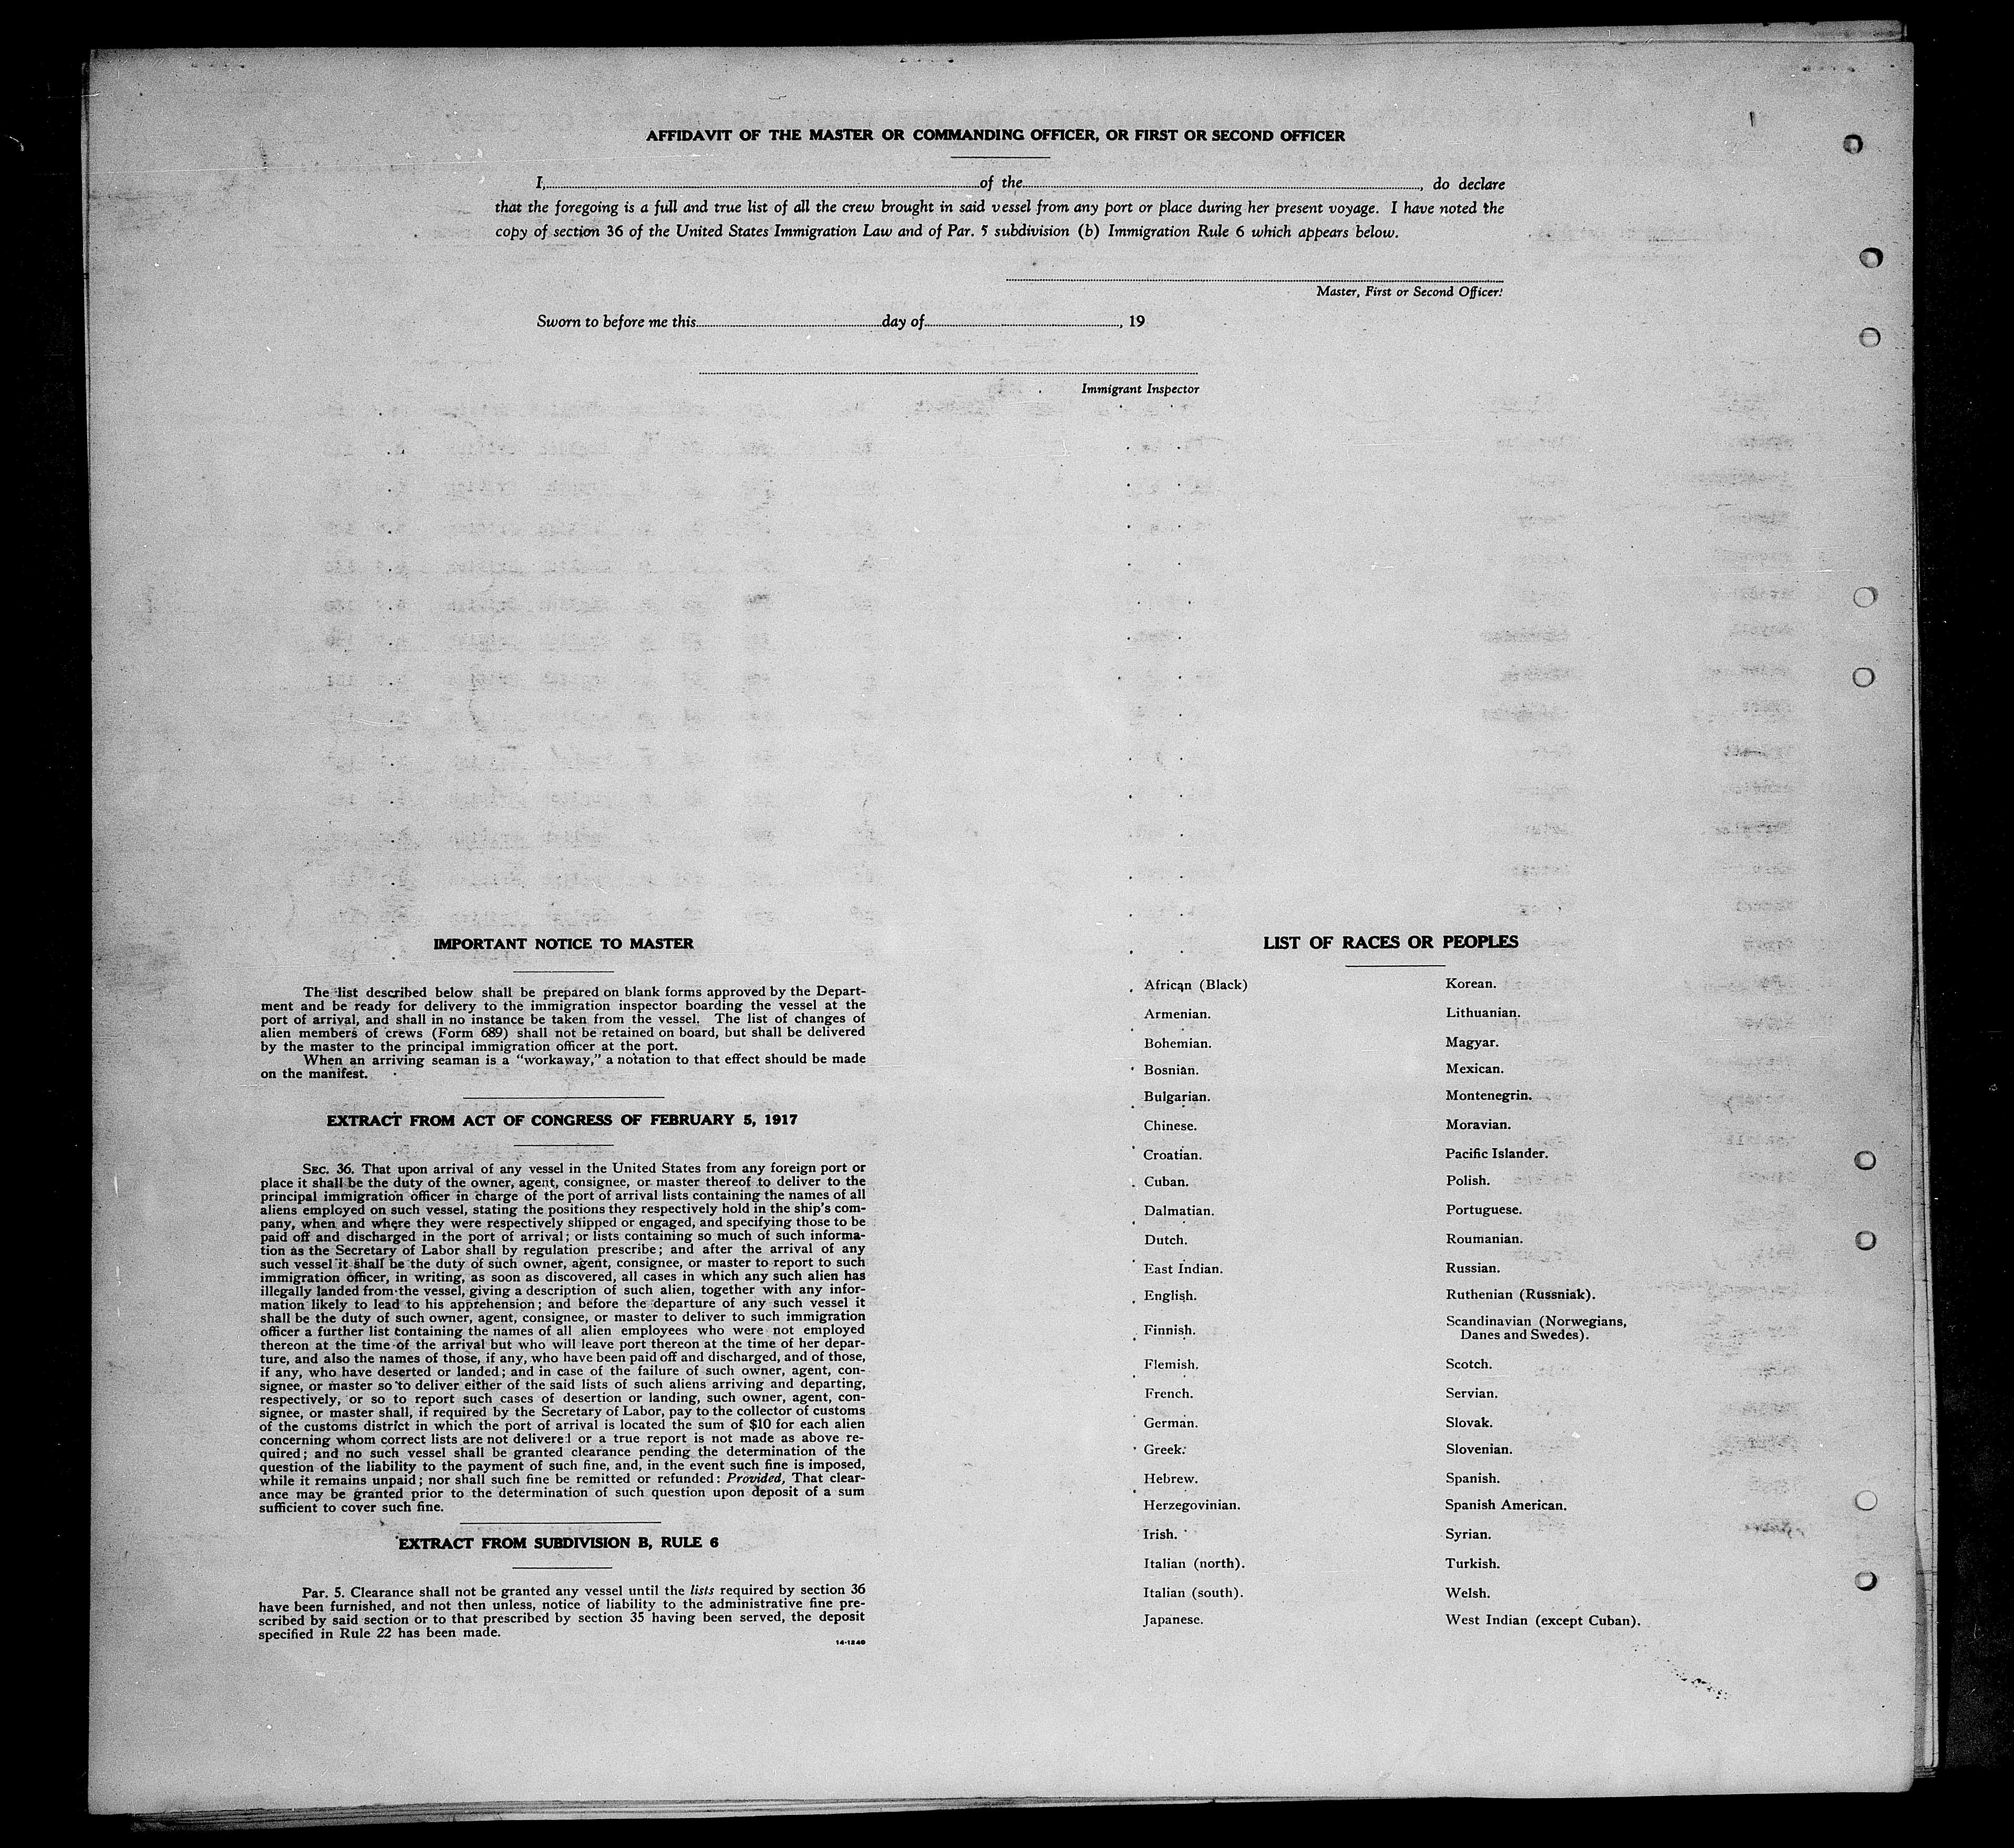 AFFIDAVIT OF THE MASTER OR COMMANDING OFFICER, OR FIRST OR SECOND OFFICER
I, of the , do declare
that the foregoing is a full and true list of all the crew brought in said vessel from any port or place during her present voyage. I have noted the
copy of section 36 of the United States Immigration Law and of Par. 5 subdivision (b) Immigration Rule 6 which appears below.
Master, First or Second Officer.
Sworn to before me this day of , 19
Immigrant Inspector
IMPORTANT NOTICE TO MASTER
The list described below shall be prepared on blank forms approved by the Depart-
ment and be ready for delivery to the immigration inspector boarding the vessel at the
port of arrival, and shall in no instance be taken from the vessel. The list of changes of
alien members of crews (Form 689) shall not be retained on board, but shall be delivered
by the master to the principal immigration officer at the port.
When an arriving seaman is a “workaway,” a notation to that effect should be made
on the manifest.
EXTRACT FROM ACT OF CONGRESS OF FEBRUARY 5, 1917
SEC. 36. That upon arrival of any vessel in the United States from any foreign port or
place it shall be the duty of the owner, agent, consignee, or master thereof to deliver to the
principal immigration officer in charge of the port of arrival lists containing the names of all
aliens employed on such vessel, stating the positions they respectively hold in the ship's com-
pany, when and where they were respectively shipped or engaged, and specifying those to be
paid off and discharged in the port of arrival; or lists containing so much of such informa-
tion as the Secretary of Labor shall by regulation prescribe; and after the arrival of any
such vessel it shall be the duty of such owner, agent, consignee, or master to report to such
immigration officer, in writing, as soon as discovered, all cases in which any such alien has
illegally landed from the vessel, giving a description of such alien, together with any infor-
mation likely to lead to his apprehension; and before the departure of any such vessel it
shall be the duty of such owner, agent, consignee, or master to deliver to such immigration
officer a further list containing the names of all alien employees who were not employed
thereon at the time of the arrival but who will leave port thereon at the time of her depar-
ture, and also the names of those, if any, who have been paid off and discharged, and of those,
if any, who have deserted or landed; and in case of the failure of such owner, agent, con-
signee, or master so to deliver either of the said lists of such aliens arriving and departing,
respectively, or so to report such cases of desertion or landing, such owner, agent, con-
signee, or master shall, if required by the Secretary of Labor, pay to the collector of customs
of the customs district in which the port of arrival is located the sum of $10 for each alien
concerning whom correct lists are not delivered or a true report is not made as above re-
quired; and no such vessel shall be granted clearance pending the determination of the
question of the liability to the payment of such fine, and, in the event such fine is imposed,
while it remains unpaid; nor shall such fine be remitted or refunded: Provided, That clear-
ance may be granted prior to the determination of such question upon deposit of a sum
sufficient to cover such fine.
EXTRACT FROM SUBDIVISION B, RULE 6
Par. 5. Clearance shall not be granted any vessel until the lists required by section 36
have been furnished, and not then unless, notice of liability to the administrative fine pre-
scribed by said section or to that prescribed by section 35 having been served, the deposit
specified in Rule 22 has been made.
14-1240
LIST OF RACES OR PEOPLES
African (Black)
Armenian.
Bohemian.
Bosnian.
Bulgarian.
Chinese.
Croatian.
Cuban.
Dalmatian.
Dutch.
East Indian.
English.
Finnish.
Flemish.
French.
German.
Greek.
Hebrew.
Herzegovinian.
Irish.
Italian (north).
Italian (south).
Japanese.
Korean.
Lithuanian.
Magyar.
Mexican.
Montenegrin.
Moravian.
Pacific Islander.
Polish.
Portuguese.
Roumanian.
Russian.
Ruthenian (Russniak).
Scandinavian (Norwegians,
Danes and Swedes).
Scotch.
Servian.
Slovak.
Slovenian.
Spanish.
Spanish American.
Syrian.
Turkish.
Welsh.
West Indian (except Cuban).